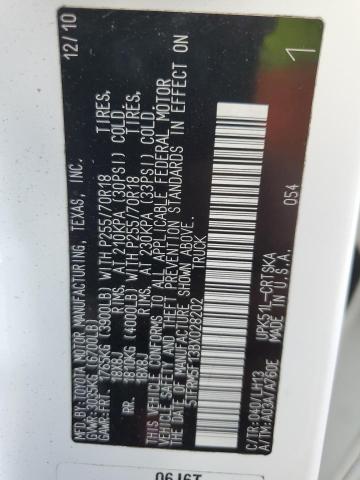 MFD. BY: TOYOTA MOTOR MANUFACTURING, TEXAS, INC. 12/10
GVWR: 3035KG (6700LB)
GAWR: FRT. 1765KG (3900LB) WITH P255/70R18 TIRES,
18X8J RIMS, AT 210KPA (30PSI) COLD.
RR. 1810KG (4000LB) WITH P255/70R18 TIRES,
18X8J RIMS, AT 230KPA (33PSI) COLD.
THIS VEHICLE CONFORMS TO ALL APPLICABLE FEDERAL MOTOR
VEHICLE SAFETY AND THEFT PREVENTION STANDARDS IN EFFECT ON
THE DATE OF MANUFACTURE SHOWN ABOVE.
5TFRM5F13BX028202 TRUCK
1
054
C/TR: 040/LH13 UPK51L-CRTSKA
A/TM: A03A/A760E MADE IN U.S.A.
06J61